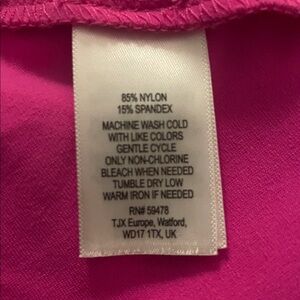 85% NYLON
15% SPANDEX
MACHINE WASH COLD
WITH LIKE COLORS
GENTLE CYCLE
ONLY NON-CHLORINE
BLEACH WHEN NEEDED
TUMBLE DRY LOW
WARM IRON IF NEEDED
RN# 59478
TJX Europe, Watford,
WD17 1TX, UK